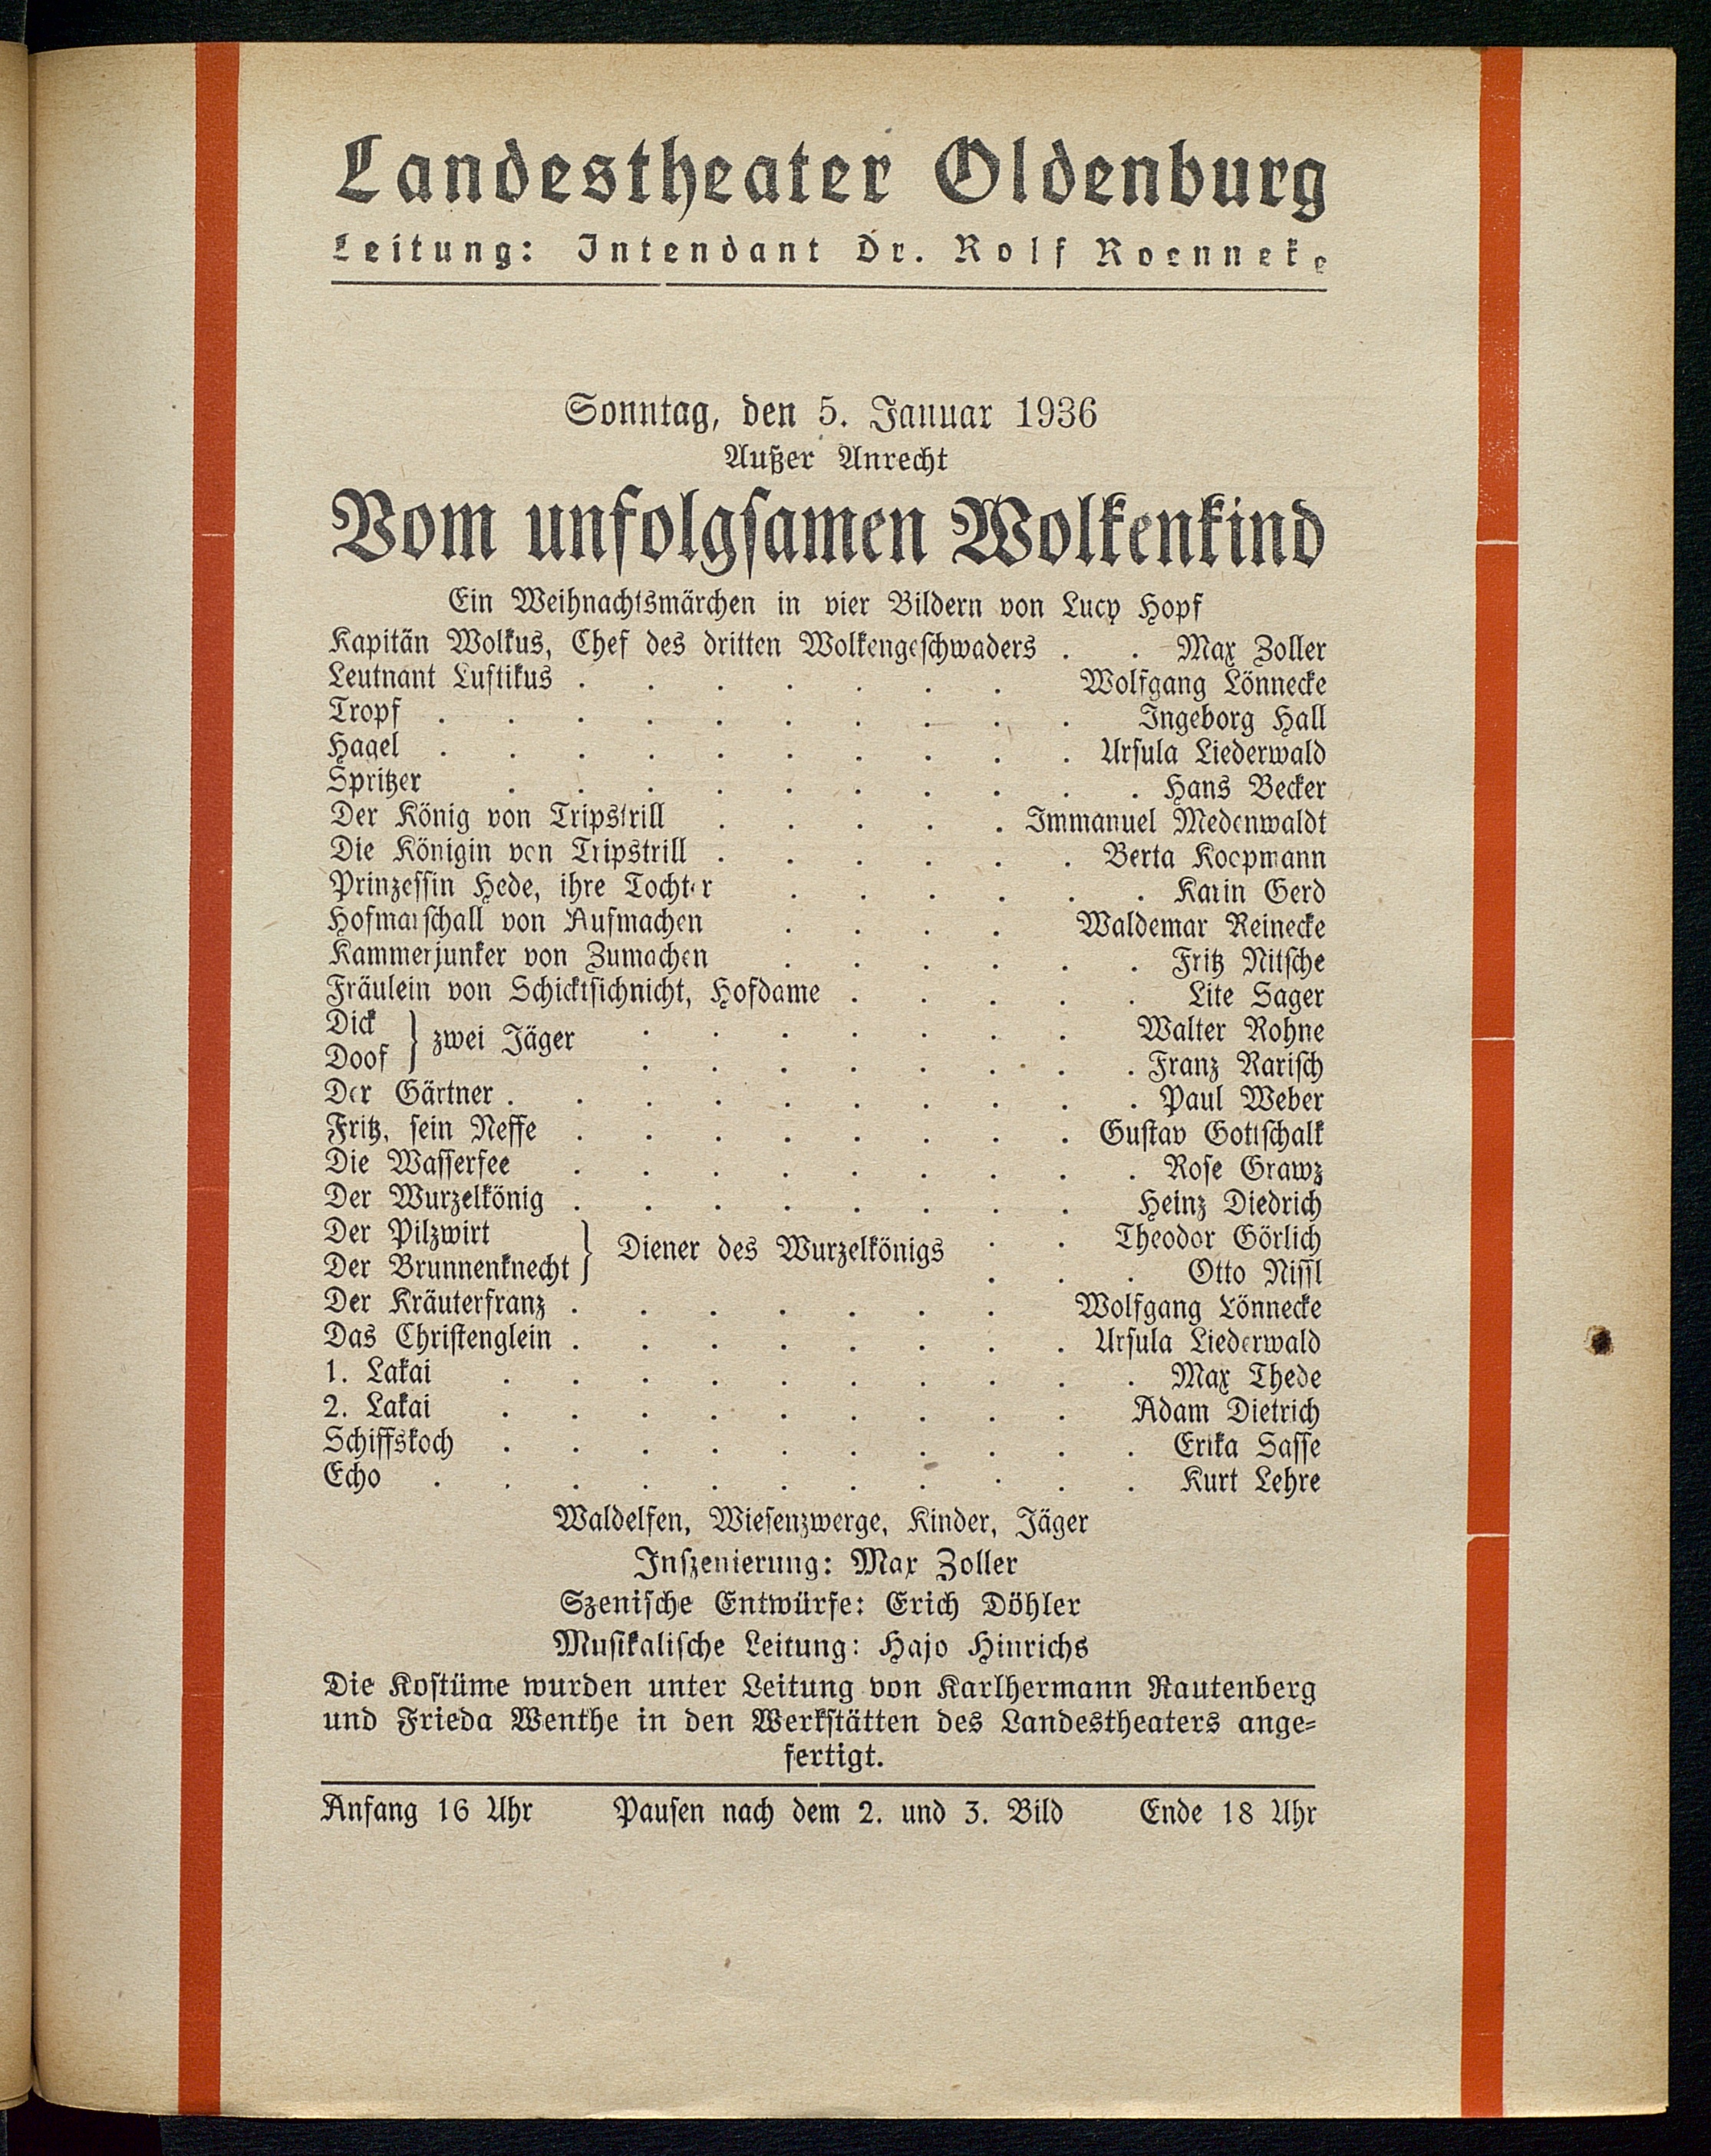 Landestheater Oldenburg
Leitung: Intendant Dr. Rolf Roenneke
Sonntag, den 5. Januar 1936
Außer Anrecht
Vom unfolgsamen Wolkenkind
Ein Weihnachtsmärchen in vier Bildern von Lucy Hopf
Kapitän Wolkus, Chef des dritten Wolkengeschwaders . . Max Zoller
Leutnant Luftikus . . . . . . . Wolfgang Lönnecke
Tropf . . . . . . . . . . Ingeborg Hall
Hagel . . . . . . . . . . Ursula Liederwald
Spritzer . . . . . . . . . . Hans Becker
Der König von Tripstrill . . . . . Immanuel Medenwaldt
Die Königin von Tripstrill . . . . . . Berta Koopmann
Prinzessin Hede, ihre Tochter . . . . . . Karin Gerd
Hofmarschall von Aufmachen . . . . Waldemar Reinecke
Kammerjunker von Zumachen . . . . . . Fritz Nitsche
Fräulein von Schicktsichnicht, Hofdame . . . . . Lite Sager
Dick } zwei Jäger . . . . . . . Walter Rohne
Doof . . . . . . . . Franz Rarisch
Der Gärtner . . . . . . . . . . Paul Weber
Fritz, sein Neffe . . . . . . . . Gustav Gottschalk
Die Wasserfee . . . . . . . . . Rose Grawz
Der Wurzelkönig . . . . . . . . Heinz Diedrich
Der Pilzwirt } Diener des Wurzelkönigs . . Theodor Görlich
Der Brunnenknecht . . . Otto Nissl
Der Kräuterfranz . . . . . . . Wolfgang Lönnecke
Das Christenglein . . . . . . . . Ursula Liederwald
1. Lakai . . . . . . . . . . Max Thede
2. Lakai . . . . . . . . . Adam Dietrich
Schiffskoch . . . . . . . . . . Erika Sasse
Echo . . . . . . . . . . . Kurt Lehre
Waldelfen, Wiesenzwerge, Kinder, Jäger
Inszenierung: Max Zoller
Szenische Entwürfe: Erich Döhler
Musikalische Leitung: Hajo Hinrichs
Die Kostüme wurden unter Leitung von Karlhermann Rautenberg
und Frieda Wenthe in den Werkstätten des Landestheaters ange-
fertigt.
Anfang 16 Uhr Pausen nach dem 2. und 3. Bild Ende 18 Uhr